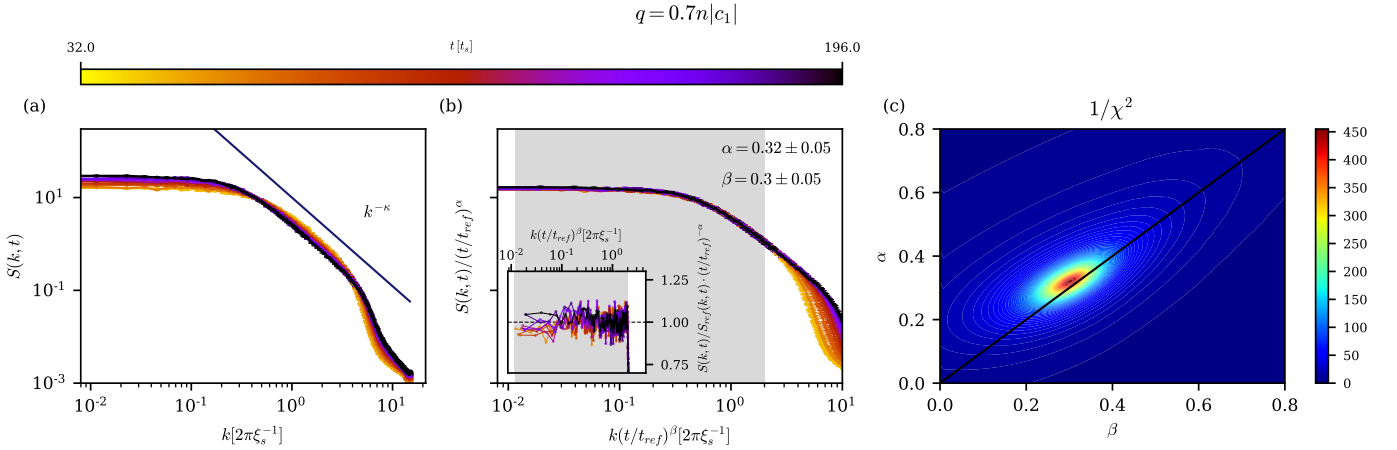 q = 0.7n|c₁|
t [tₛ]
32.0 196.0
(a)
S(k, t)
10¹
10⁻¹
10⁻³
k⁻ᵏ
10⁻² 10⁻¹ 10⁰ 10¹
k[2πξₛ⁻¹]
(b)
S(k, t)/(t/t_ref)^α
α = 0.32 ± 0.05
β = 0.3 ± 0.05
k(t/t_ref)^β[2πξₛ⁻¹]
10⁻² 10⁻¹ 10⁰
1.25
1.00
0.75
S(k, t)/S_ref(k, t) · (t/t_ref)^−α
10⁻² 10⁻¹ 10⁰ 10¹
k(t/t_ref)^β[2πξₛ⁻¹]
(c)
1/χ²
α
0.8
0.6
0.4
0.2
0.0
0.0 0.2 0.4 0.6 0.8
β
450
400
350
300
250
200
150
100
50
0